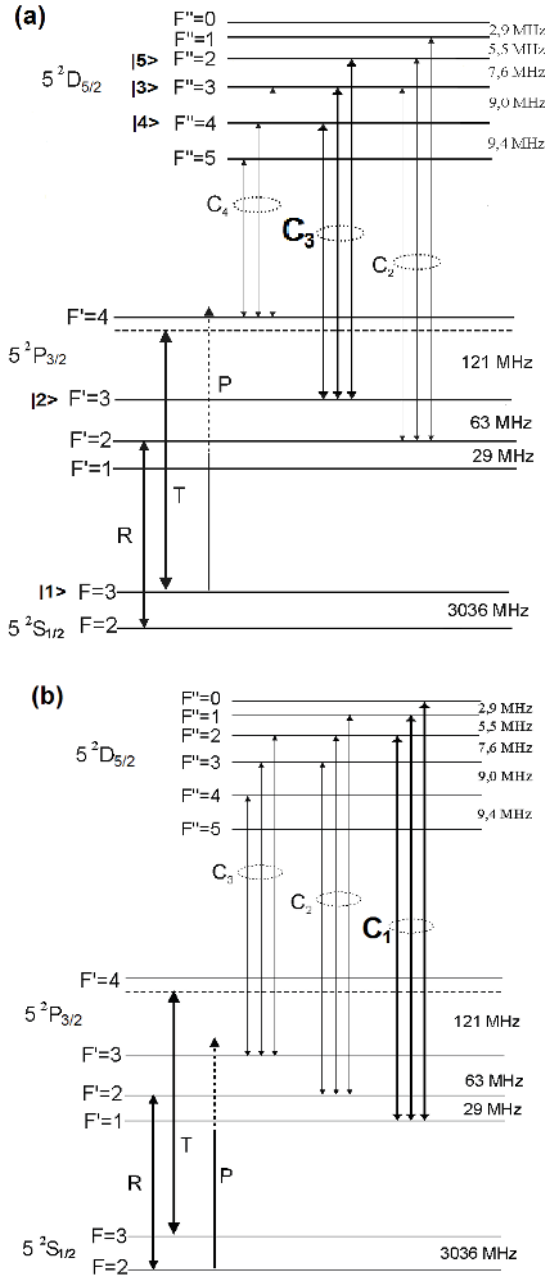 (a)
F"=0
2,9 MHz
F"=1
5,5 MHz
|5> F"=2
7,6 MHz
5 ²D5/2
|3> F"=3
9,0 MHz
|4> F"=4
9,4 MHz
F"=5
C4
C3
C2
F'=4
5 ²P3/2
P
121 MHz
|2> F'=3
63 MHz
F'=2
29 MHz
F'=1
T
R
|1> F=3
3036 MHz
5 ²S1/2 F=2
(b)
F"=0
2,9 MHz
F"=1
5,5 MHz
F"=2
7,6 MHz
5 ²D5/2
F"=3
9,0 MHz
F"=4
9,4 MHz
F"=5
C3
C2
C1
F'=4
5 ²P3/2
121 MHz
F'=3
63 MHz
F'=2
29 MHz
F'=1
T
R
P
F=3
5 ²S1/2
3036 MHz
F=2